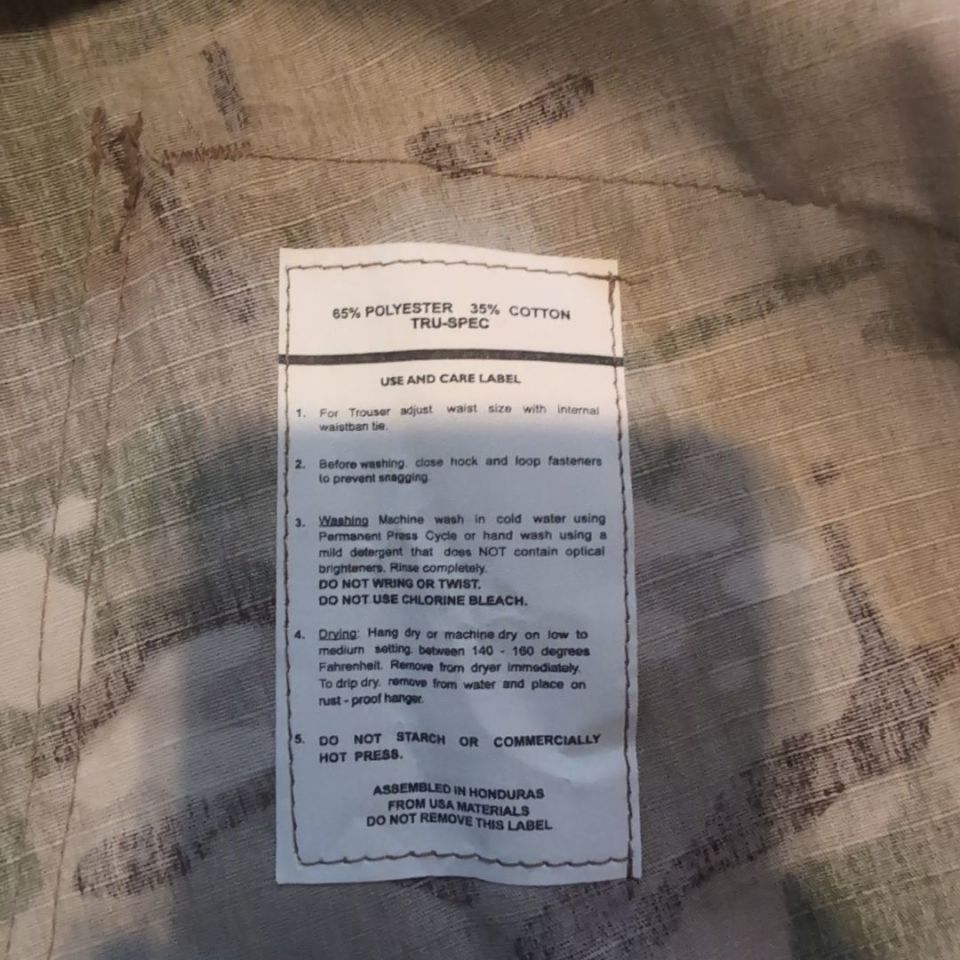 65% POLYESTER 35% COTTON
TRU-SPEC
USE AND CARE LABEL
1. For Trouser adjust waist size with internal
waistban tie.
2. Before washing, close hock and loop fasteners
to prevent snagging.
3. Washing Machine wash in cold water using
Permanent Press Cycle or hand wash using a
mild detergent that does NOT contain optical
brighteners. Rinse completely.
DO NOT WRING OR TWIST.
DO NOT USE CHLORINE BLEACH.
4. Drying: Hang dry or machine dry on low to
medium setting, between 140 - 160 degrees
Fahrenheit. Remove from dryer immediately.
To drip dry, remove from water and place on
rust - proof hanger.
5. DO NOT STARCH OR COMMERCIALLY
HOT PRESS.
ASSEMBLED IN HONDURAS
FROM USA MATERIALS
DO NOT REMOVE THIS LABEL